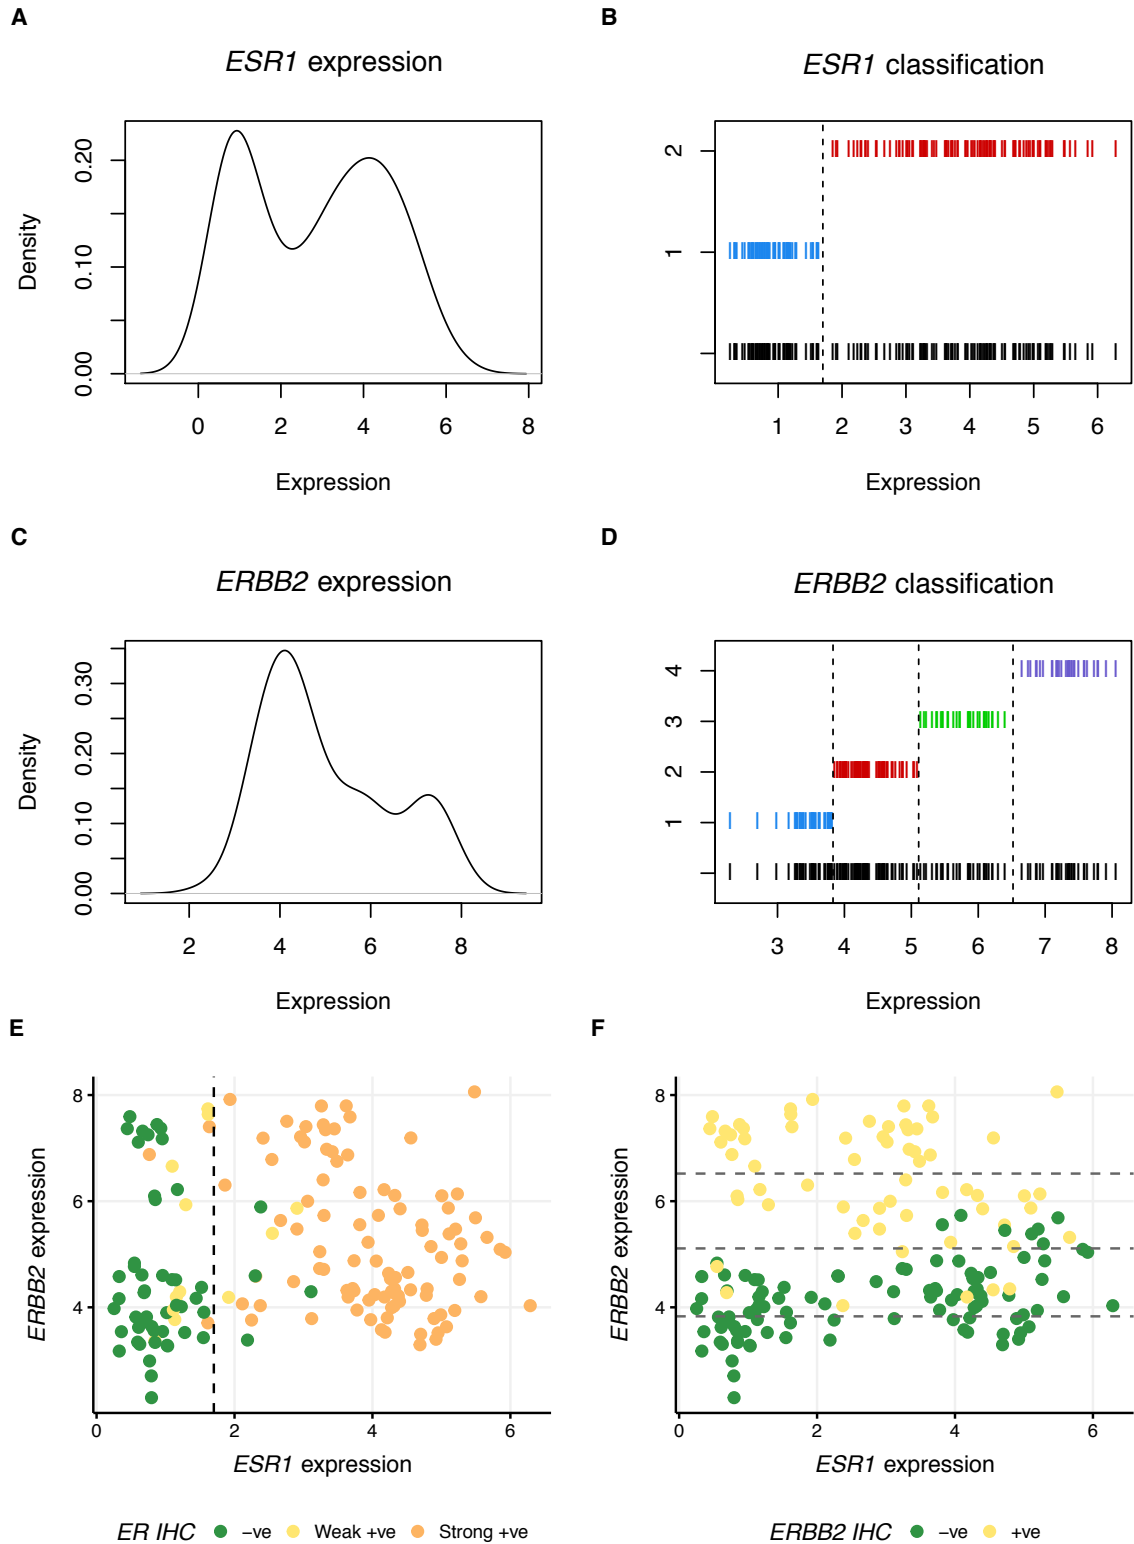 A
B
ESR1 expression
ESR1 classification
Density
0.00
0.10
0.20
0
2
4
6
8
Expression
1
2
1
2
3
4
5
6
Expression
C
D
ERBB2 expression
ERBB2 classification
Density
0.00
0.10
0.20
0.30
2
4
6
8
Expression
1
2
3
4
3
4
5
6
7
8
Expression
E
F
ERBB2 expression
8
6
4
0
2
4
6
ESR1 expression
ERBB2 expression
8
6
4
0
2
4
6
ESR1 expression
ER IHC −ve Weak +ve Strong +ve
ERBB2 IHC −ve +ve